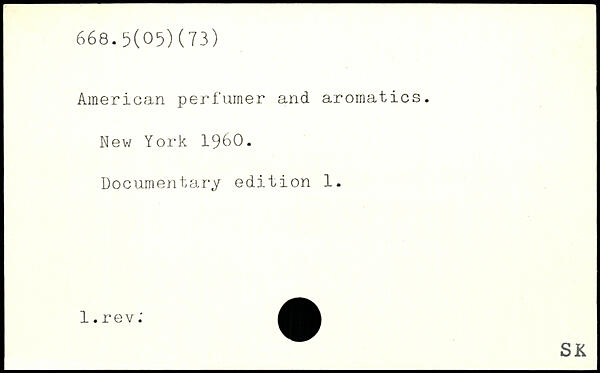 668.5(05)(73)
American perfumer and aromatics.
New York 1960.
Documentary edition 1.
1.rev:
SK